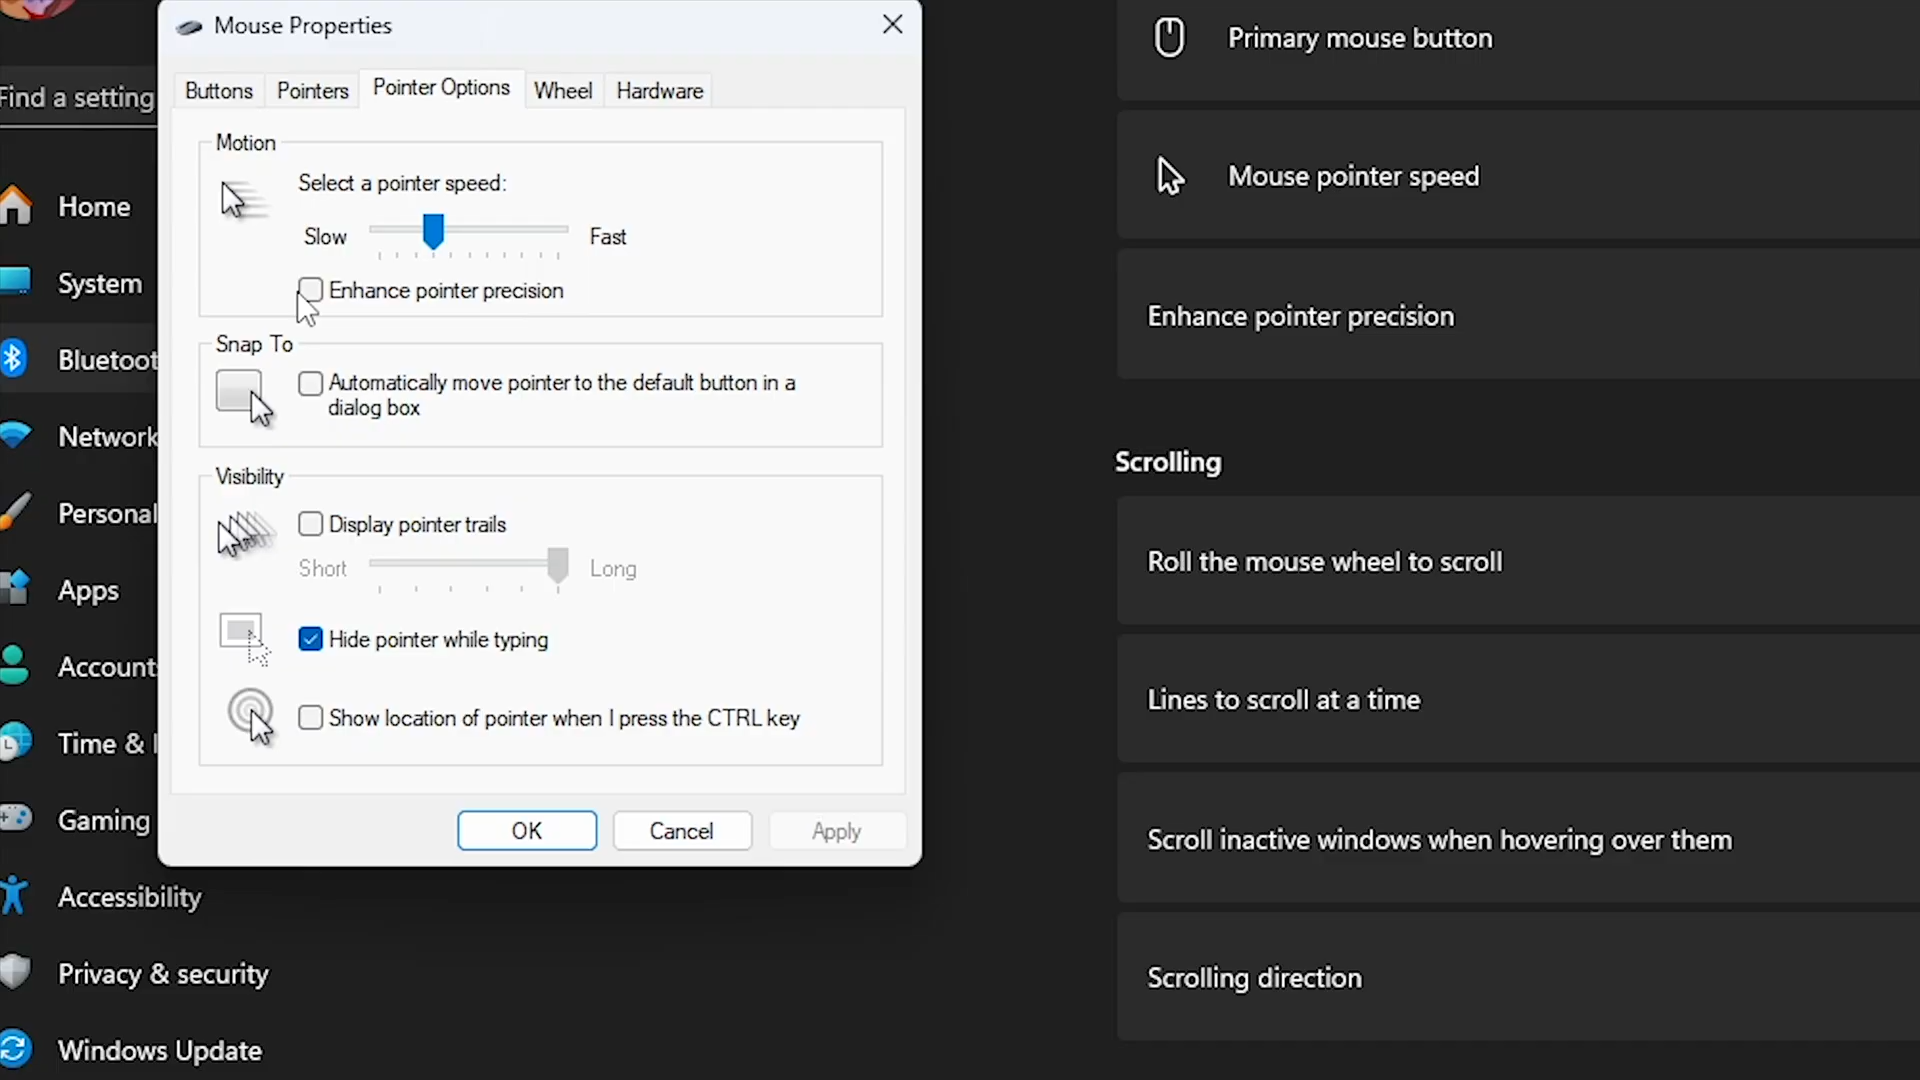 Mouse Properties
Buttons
Pointers
Pointer Options
Wheel
Hardware
Motion
Select a pointer speed:
Slow
Fast
Enhance pointer precision
Snap To
Automatically move pointer to the default button in a
dialog box
Visibility
Display pointer trails
Short
Long
Hide pointer while typing
Show location of pointer when I press the CTRL key
OK
Cancel
Apply
Find a setting
Home
System
Bluetoot
Network
Personal
Apps
Account
Time &
Gaming
Accessibility
Privacy & security
Windows Update
Primary mouse button
Mouse pointer speed
Enhance pointer precision
Scrolling
Roll the mouse wheel to scroll
Lines to scroll at a time
Scroll inactive windows when hovering over them
Scrolling direction